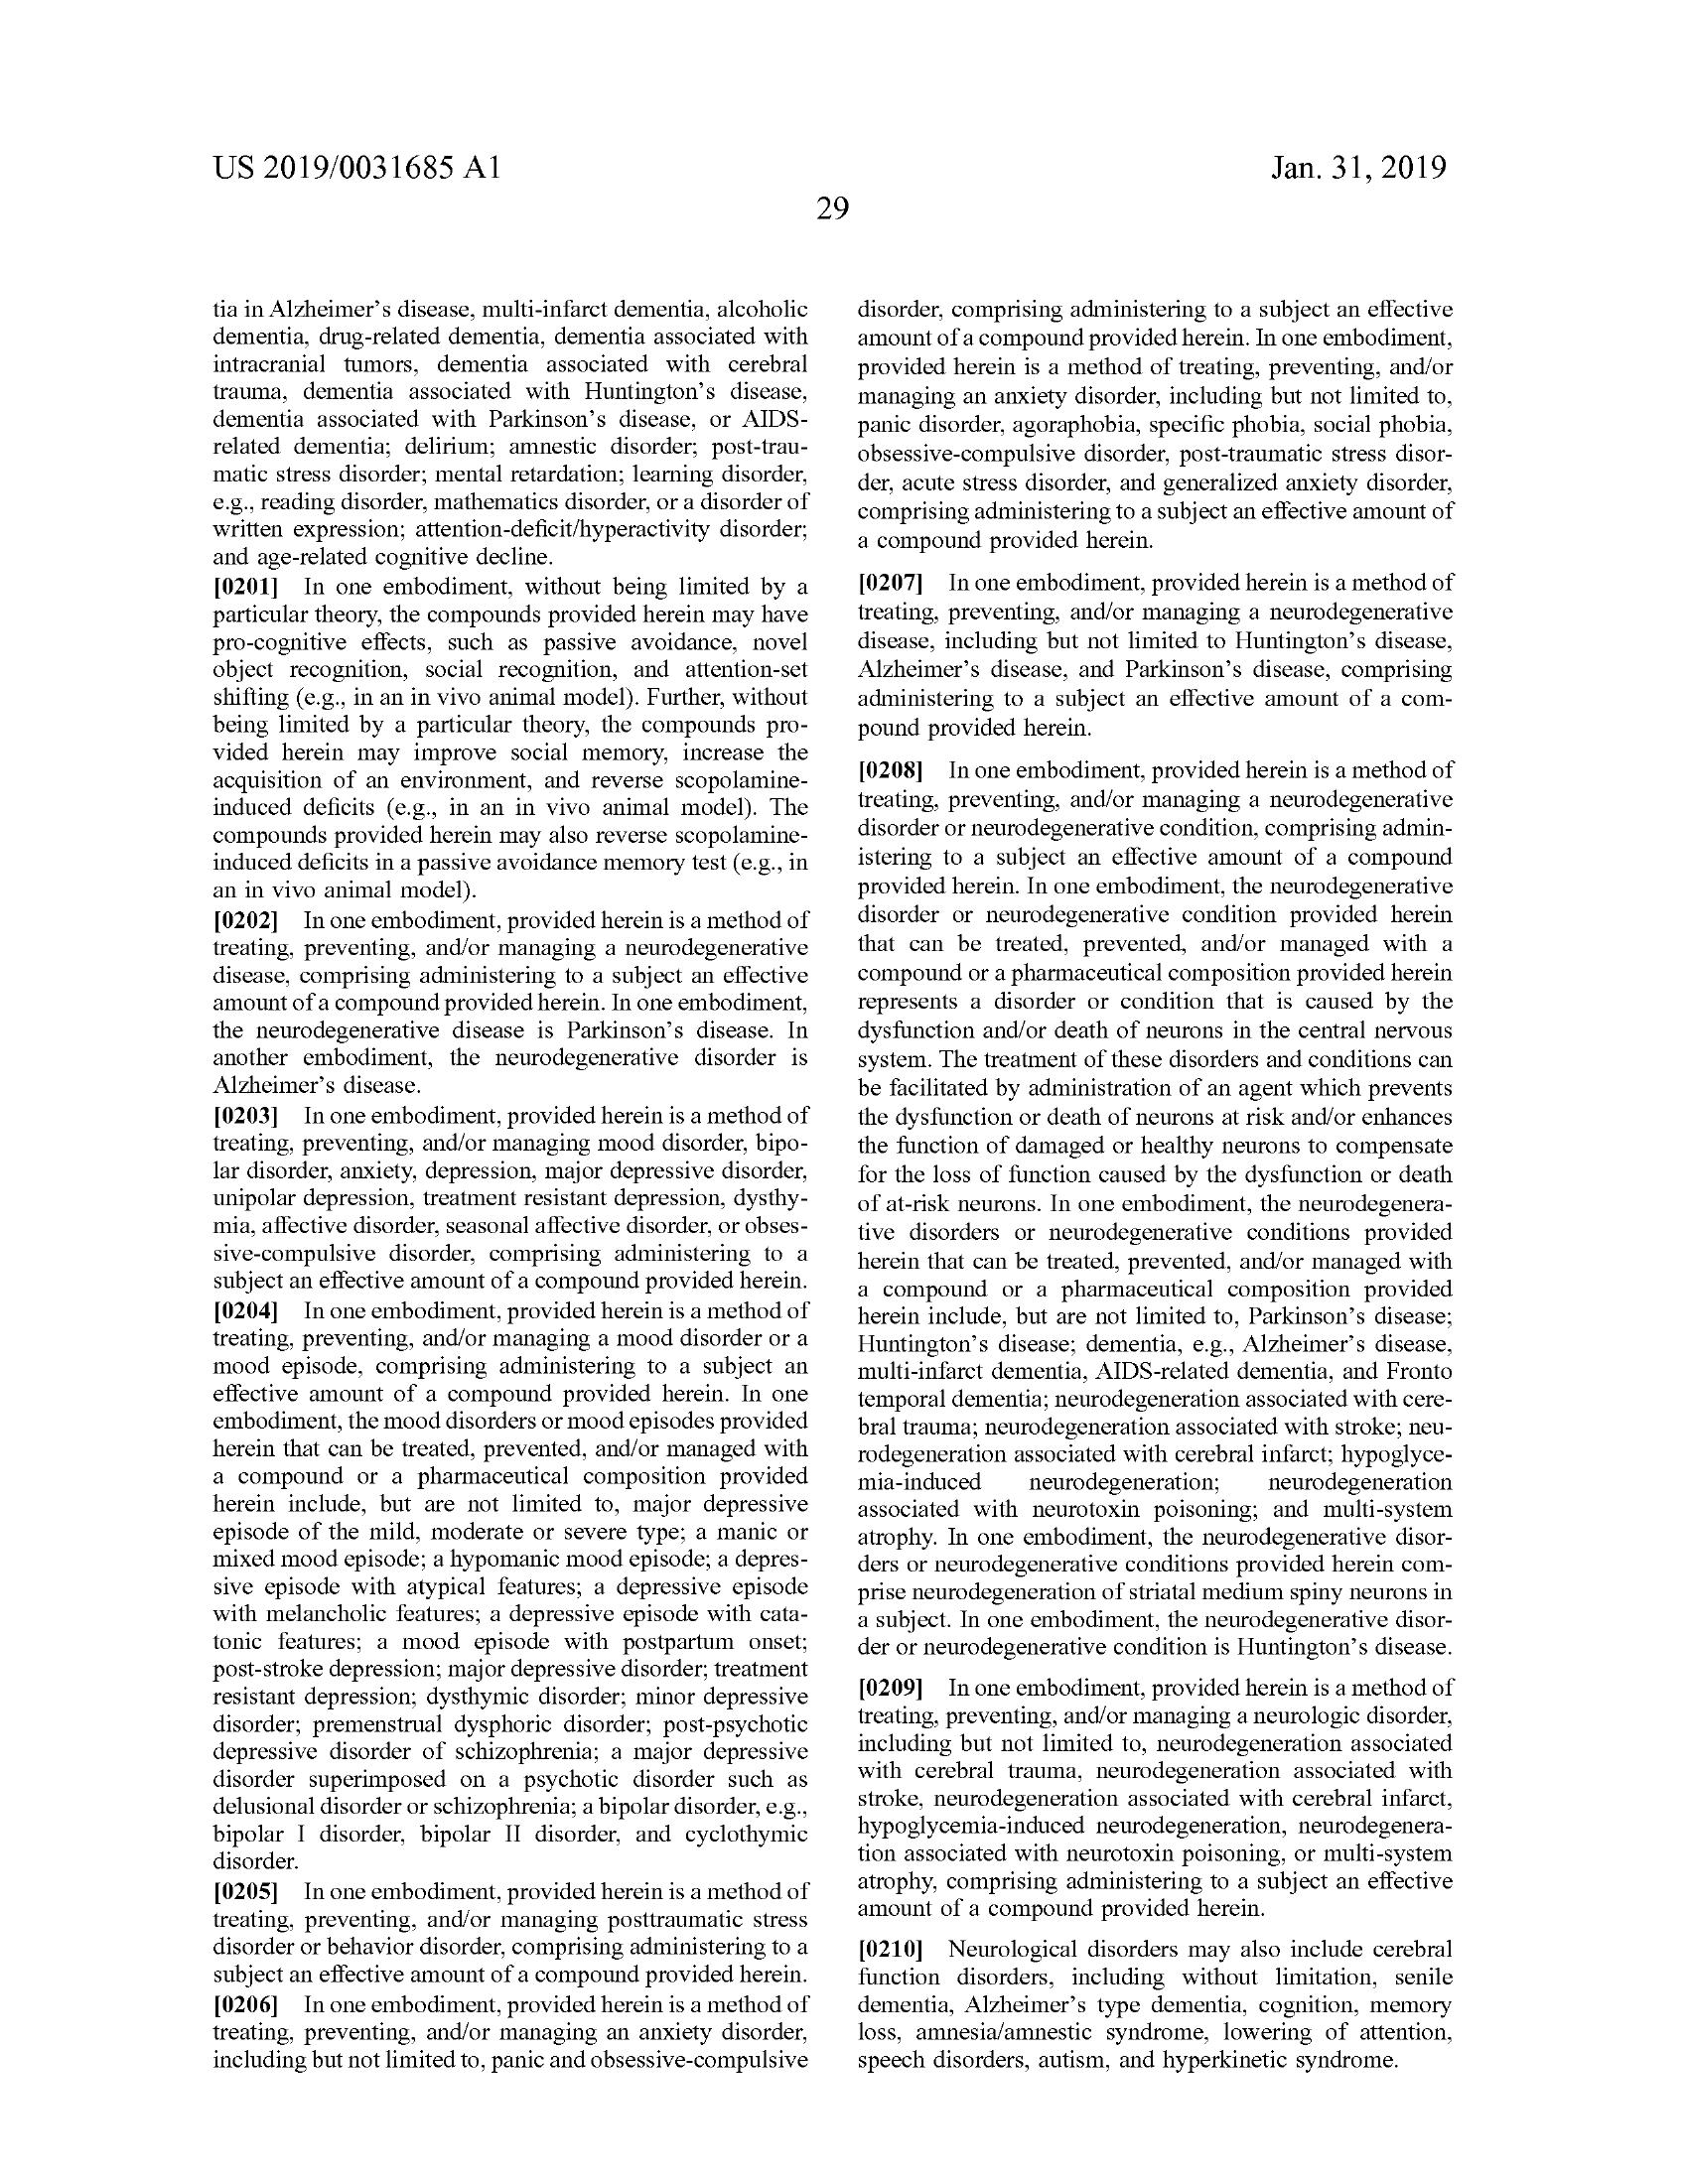 US 2019/0031685 A1
Jan. 31, 2019
29
tia in Alzheimer’s disease, multi-infarct dementia, alcoholic
dementia, drug-related dementia, dementia associated with
intracranial tumors, dementia associated with cerebral
trauma, dementia associated with Huntington’s disease,
dementia associated with Parkinson’s disease, or AIDS-
related dementia; delirium; amnestic disorder; post-trau-
matic stress disorder; mental retardation; learning disorder,
e.g., reading disorder, mathematics disorder, or a disorder of
written expression; attention-deficit/hyperactivity disorder;
and age-related cognitive decline.
[0201] In one embodiment, without being limited by a
particular theory, the compounds provided herein may have
pro-cognitive effects, such as passive avoidance, novel
object recognition, social recognition, and attention-set
shifting (e.g., in an in vivo animal model). Further, without
being limited by a particular theory, the compounds pro-
vided herein may improve social memory, increase the
acquisition of an environment, and reverse scopolamine-
induced deficits (e.g., in an in vivo animal model). The
compounds provided herein may also reverse scopolamine-
induced deficits in a passive avoidance memory test (e.g., in
an in vivo animal model).
[0202] In one embodiment, provided herein is a method of
treating, preventing, and/or managing a neurodegenerative
disease, comprising administering to a subject an effective
amount of a compound provided herein. In one embodiment,
the neurodegenerative disease is Parkinson’s disease. In
another embodiment, the neurodegenerative disorder is
Alzheimer’s disease.
[0203] In one embodiment, provided herein is a method of
treating, preventing, and/or managing mood disorder, bipo-
lar disorder, anxiety, depression, major depressive disorder,
unipolar depression, treatment resistant depression, dysthy-
mia, affective disorder, seasonal affective disorder, or obses-
sive-compulsive disorder, comprising administering to a
subject an effective amount of a compound provided herein.
[0204] In one embodiment, provided herein is a method of
treating, preventing, and/or managing a mood disorder or a
mood episode, comprising administering to a subject an
effective amount of a compound provided herein. In one
embodiment, the mood disorders or mood episodes provided
herein that can be treated, prevented, and/or managed with
a compound or a pharmaceutical composition provided
herein include, but are not limited to, major depressive
episode of the mild, moderate or severe type; a manic or
mixed mood episode; a hypomanic mood episode; a depres-
sive episode with atypical features; a depressive episode
with melancholic features; a depressive episode with cata-
tonic features; a mood episode with postpartum onset;
post-stroke depression; major depressive disorder; treatment
resistant depression; dysthymic disorder; minor depressive
disorder; premenstrual dysphoric disorder; post-psychotic
depressive disorder of schizophrenia; a major depressive
disorder superimposed on a psychotic disorder such as
delusional disorder or schizophrenia; a bipolar disorder, e.g.,
bipolar I disorder, bipolar II disorder, and cyclothymic
disorder.
[0205] In one embodiment, provided herein is a method of
treating, preventing, and/or managing posttraumatic stress
disorder or behavior disorder, comprising administering to a
subject an effective amount of a compound provided herein.
[0206] In one embodiment, provided herein is a method of
treating, preventing, and/or managing an anxiety disorder,
including but not limited to, panic and obsessive-compulsive
disorder, comprising administering to a subject an effective
amount of a compound provided herein. In one embodiment,
provided herein is a method of treating, preventing, and/or
managing an anxiety disorder, including but not limited to,
panic disorder, agoraphobia, specific phobia, social phobia,
obsessive-compulsive disorder, post-traumatic stress disor-
der, acute stress disorder, and generalized anxiety disorder,
comprising administering to a subject an effective amount of
a compound provided herein.
[0207] In one embodiment, provided herein is a method of
treating, preventing, and/or managing a neurodegenerative
disease, including but not limited to Huntington’s disease,
Alzheimer’s disease, and Parkinson’s disease, comprising
administering to a subject an effective amount of a com-
pound provided herein.
[0208] In one embodiment, provided herein is a method of
treating, preventing, and/or managing a neurodegenerative
disorder or neurodegenerative condition, comprising admin-
istering to a subject an effective amount of a compound
provided herein. In one embodiment, the neurodegenerative
disorder or neurodegenerative condition provided herein
that can be treated, prevented, and/or managed with a
compound or a pharmaceutical composition provided herein
represents a disorder or condition that is caused by the
dysfunction and/or death of neurons in the central nervous
system. The treatment of these disorders and conditions can
be facilitated by administration of an agent which prevents
the dysfunction or death of neurons at risk and/or enhances
the function of damaged or healthy neurons to compensate
for the loss of function caused by the dysfunction or death
of at-risk neurons. In one embodiment, the neurodegenera-
tive disorders or neurodegenerative conditions provided
herein that can be treated, prevented, and/or managed with
a compound or a pharmaceutical composition provided
herein include, but are not limited to, Parkinson’s disease;
Huntington’s disease; dementia, e.g., Alzheimer’s disease,
multi-infarct dementia, AIDS-related dementia, and Fronto
temporal dementia; neurodegeneration associated with cere-
bral trauma; neurodegeneration associated with stroke; neu-
rodegeneration associated with cerebral infarct; hypoglyce-
mia-induced neurodegeneration; neurodegeneration
associated with neurotoxin poisoning; and multi-system
atrophy. In one embodiment, the neurodegenerative disor-
ders or neurodegenerative conditions provided herein com-
prise neurodegeneration of striatal medium spiny neurons in
a subject. In one embodiment, the neurodegenerative disor-
der or neurodegenerative condition is Huntington’s disease.
[0209] In one embodiment, provided herein is a method of
treating, preventing, and/or managing a neurologic disorder,
including but not limited to, neurodegeneration associated
with cerebral trauma, neurodegeneration associated with
stroke, neurodegeneration associated with cerebral infarct,
hypoglycemia-induced neurodegeneration, neurodegenera-
tion associated with neurotoxin poisoning, or multi-system
atrophy, comprising administering to a subject an effective
amount of a compound provided herein.
[0210] Neurological disorders may also include cerebral
function disorders, including without limitation, senile
dementia, Alzheimer’s type dementia, cognition, memory
loss, amnesia/amnestic syndrome, lowering of attention,
speech disorders, autism, and hyperkinetic syndrome.